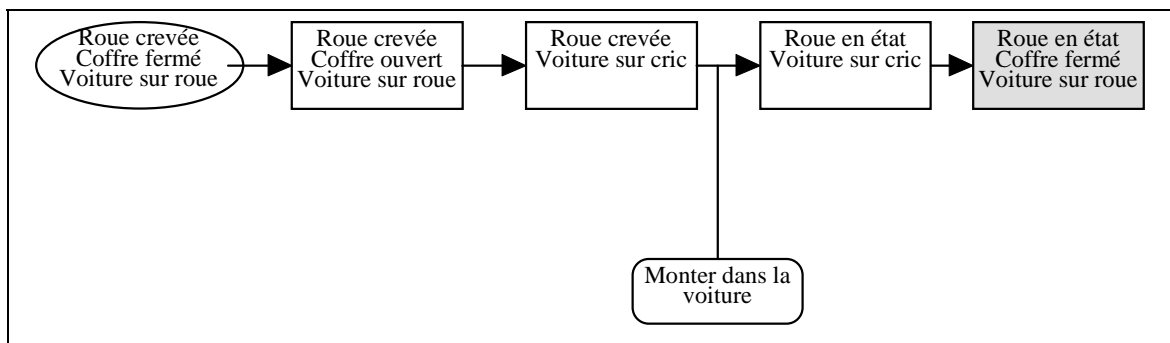 Roue crevée
Coffre fermé
Voiture sur roue
Roue crevée
Coffre ouvert
Voiture sur roue
Roue crevée
Voiture sur cric
Roue en état
Voiture sur cric
Roue en état
Coffre fermé
Voiture sur roue
Monter dans la
voiture